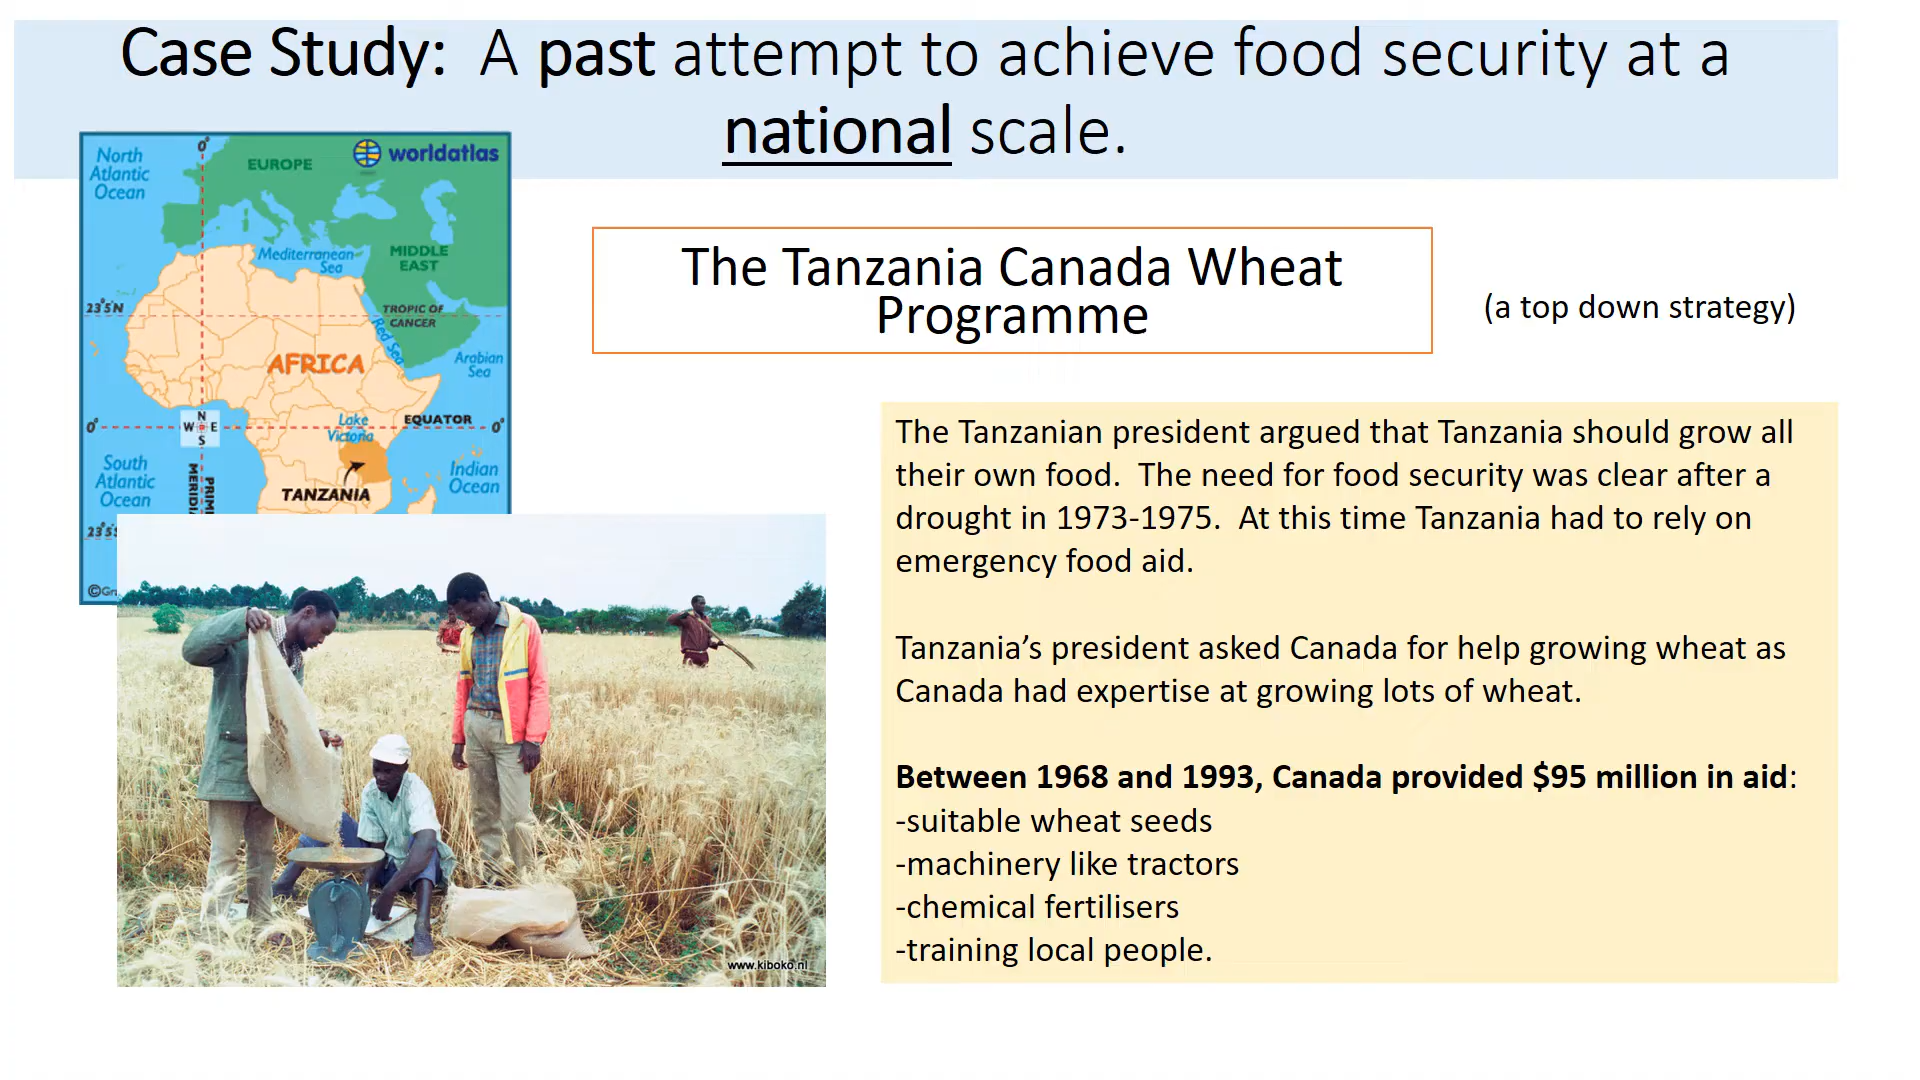 Case Study:  A past attempt to achieve food security at a
national scale.
North
Atlantic
Ocean
0°
EUROPE
worldatlas
Mediterranean
Sea
MIDDLE
EAST
23°5'N
TROPIC OF
CANCER
Red Sea
AFRICA
Arabian
Sea
N
W E
S
0°
Lake
Victoria
EQUATOR
0°
South
Atlantic
Ocean
Indian
Ocean
TANZANIA
The Tanzania Canada Wheat
Programme
(a top down strategy)
The Tanzanian president argued that Tanzania should grow all
their own food.  The need for food security was clear after a
drought in 1973-1975.  At this time Tanzania had to rely on
emergency food aid.
Tanzania’s president asked Canada for help growing wheat as
Canada had expertise at growing lots of wheat.
Between 1968 and 1993, Canada provided $95 million in aid:
-suitable wheat seeds
-machinery like tractors
-chemical fertilisers
-training local people.
www.kiboko.nl